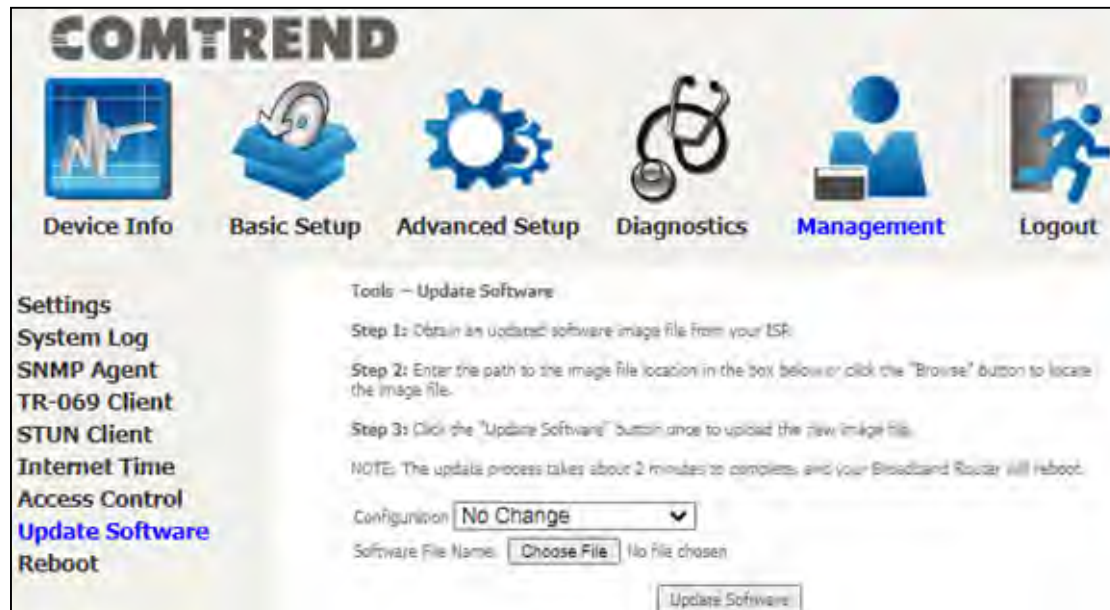 COMTREND
Device Info
Basic Setup
Advanced Setup
Diagnostics
Management
Logout
Settings
System Log
SNMP Agent
TR-069 Client
STUN Client
Internet Time
Access Control
Update Software
Reboot
Tools -- Update Software
Step 1: Obtain an updated software image file from your ISP.
Step 2: Enter the path to the image file location in the box below or click the "Browse" button to locate
the image file.
Step 3: Click the "Update Software" button once to upload the new image file.
NOTE: The update process takes about 2 minutes to complete, and your Broadband Router will reboot.
Configuration No Change
Software File Name: Choose File No file chosen
Update Software